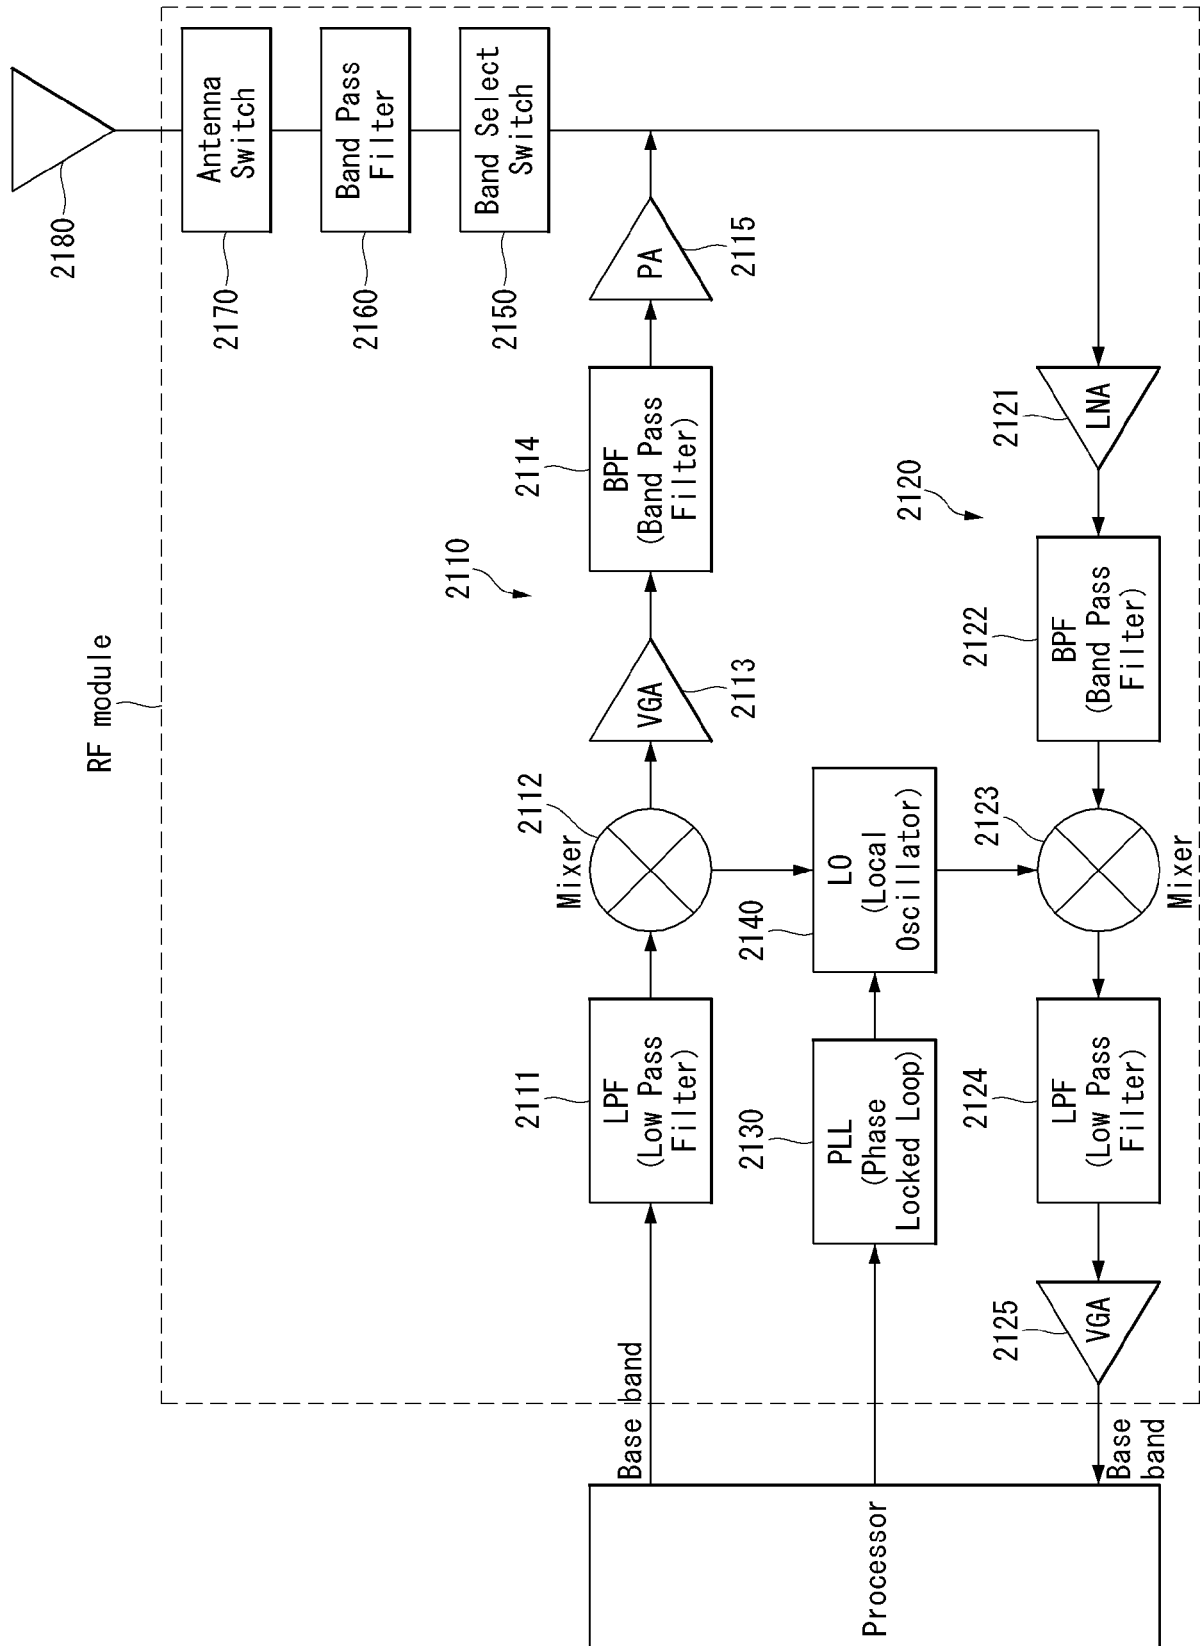 RF module
2180
Antenna
Switch
2170
Band Pass
Filter
2160
Band Select
Switch
2150
PA
2115
BPF
(Band Pass
Filter)
2114
2110
VGA
2113
Mixer
2112
LPF
(Low Pass
Filter)
2111
Base band
LO
(Local
Oscillator)
2140
PLL
(Phase
Locked Loop)
2130
LNA
2121
2120
BPF
(Band Pass
Filter)
2122
2123
Mixer
LPF
(Low Pass
Filter)
2124
VGA
2125
Base
band
Processor